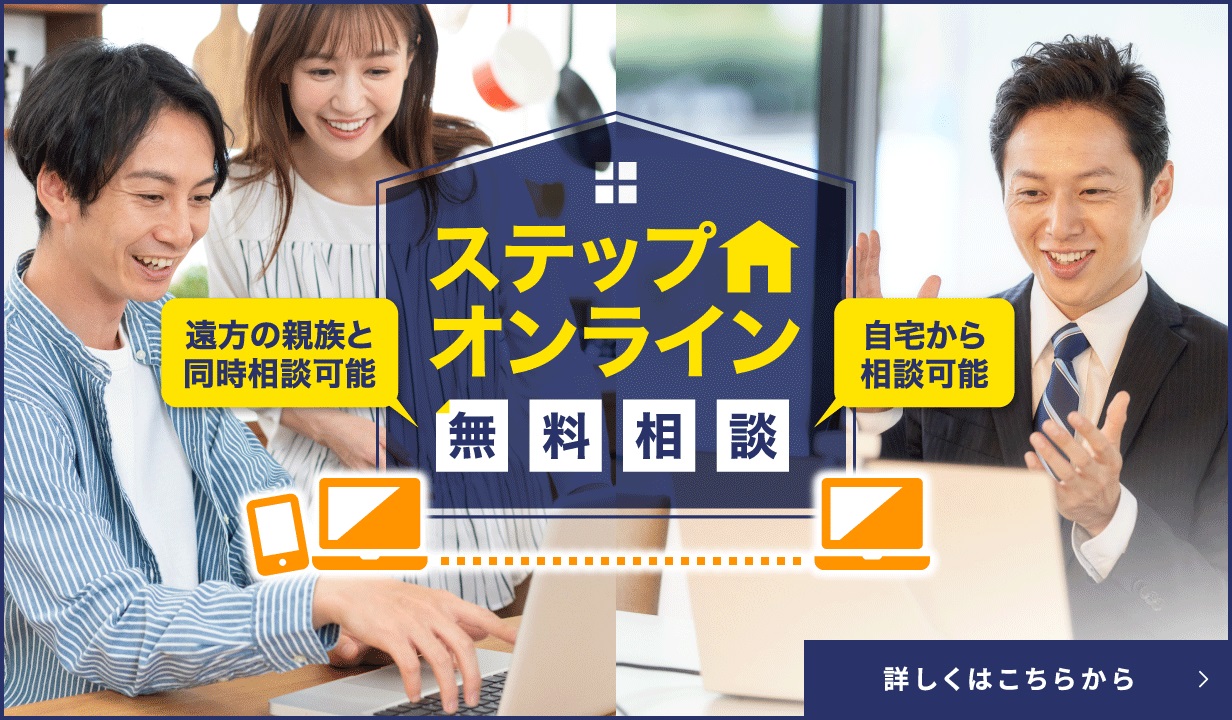 ステップ
オンライン
遠方の親族と
同時相談可能
自宅から
相談可能
無料相談
詳しくはこちらから